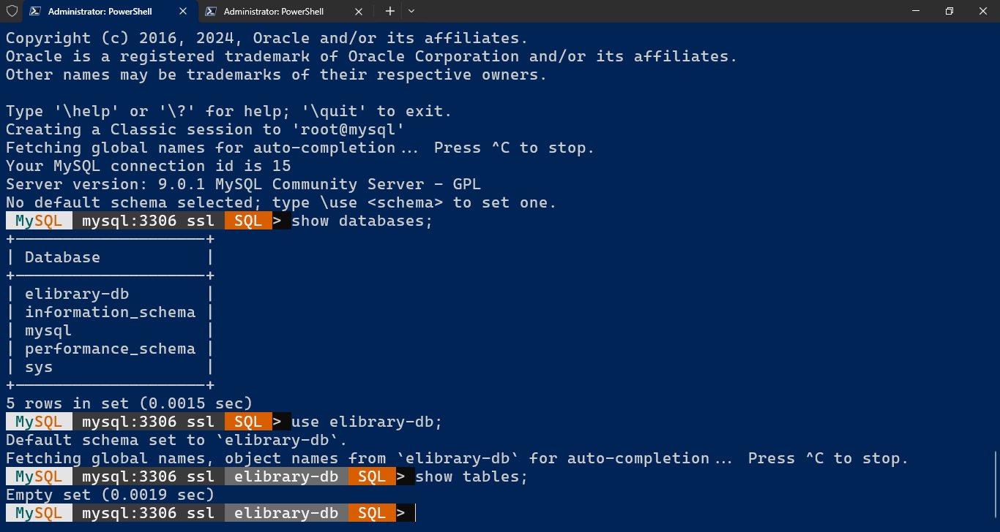 Administrator: PowerShell
Administrator: PowerShell
Copyright (c) 2016, 2024, Oracle and/or its affiliates.
Oracle is a registered trademark of Oracle Corporation and/or its affiliates.
Other names may be trademarks of their respective owners.
Type '\help' or '\?' for help; '\quit' to exit.
Creating a Classic session to 'root@mysql'
Fetching global names for auto-completion... Press ^C to stop.
Your MySQL connection id is 15
Server version: 9.0.1 MySQL Community Server - GPL
No default schema selected; type \use <schema> to set one.
MySQL mysql:3306 ssl SQL > show databases;
+--------------------+
| Database           |
+--------------------+
| elibrary-db        |
| information_schema |
| mysql              |
| performance_schema |
| sys                |
+--------------------+
5 rows in set (0.0015 sec)
MySQL mysql:3306 ssl SQL > use elibrary-db;
Default schema set to `elibrary-db`.
Fetching global names, object names from `elibrary-db` for auto-completion... Press ^C to stop.
MySQL mysql:3306 ssl elibrary-db SQL > show tables;
Empty set (0.0019 sec)
MySQL mysql:3306 ssl elibrary-db SQL >